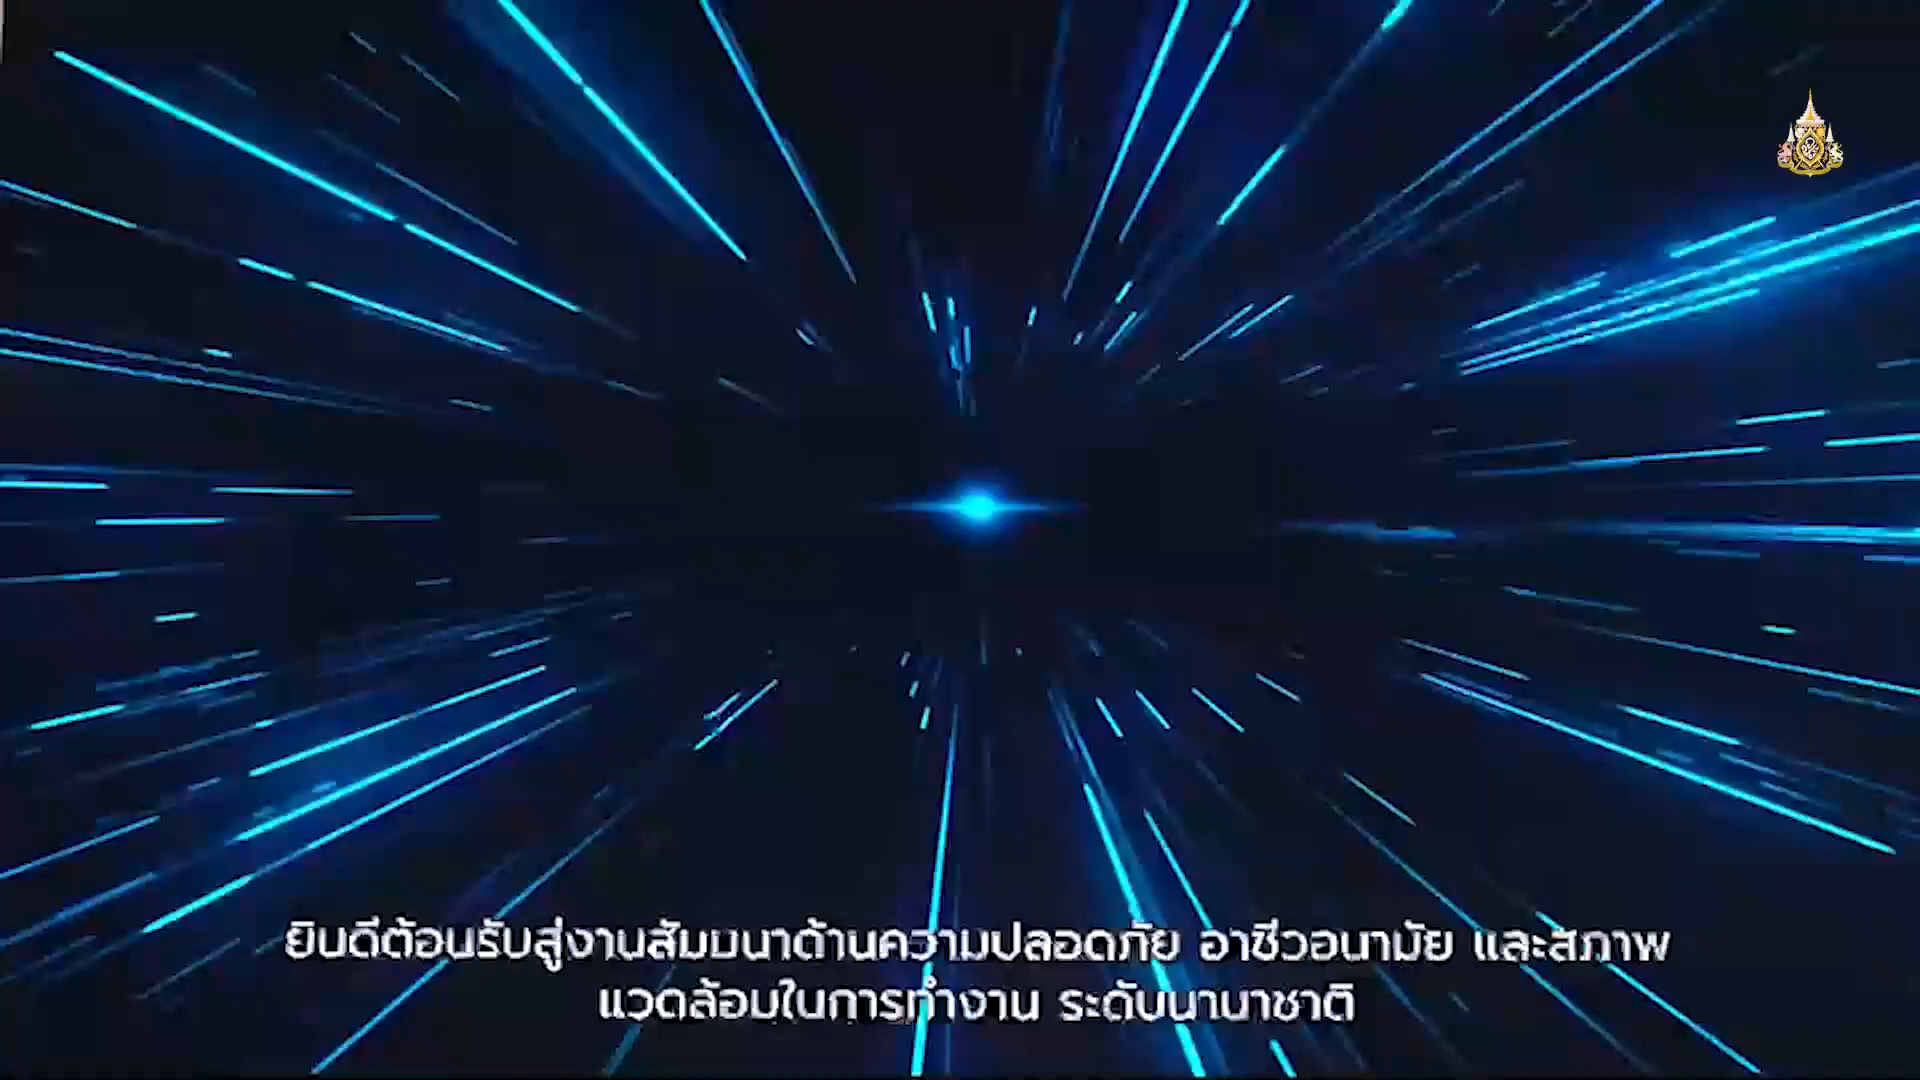 ยินดีต้อนรับสู่งานสัมมนาด้านความปลอดภัย อาชีวอนามัย และสภาพ
แวดล้อมในการทำงาน ระดับนานาชาติ